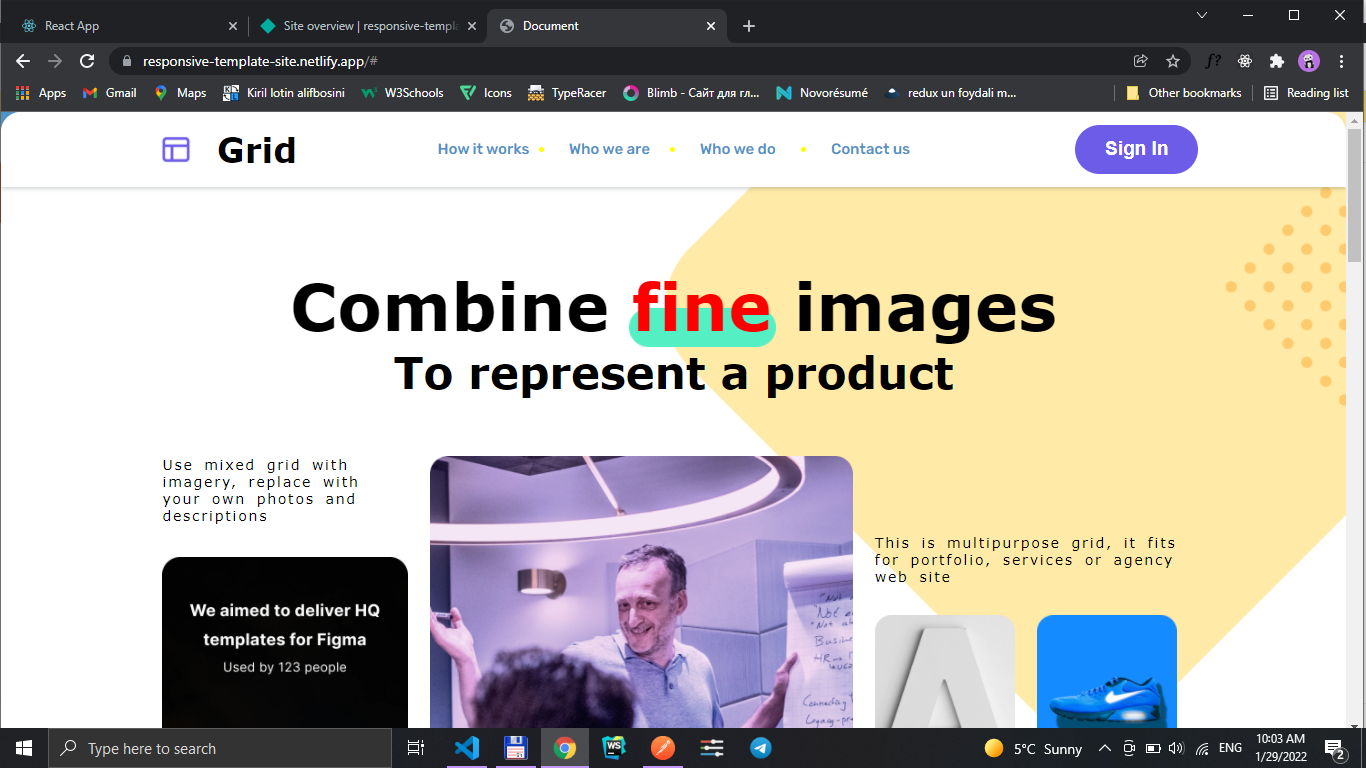 React App
Site overview | responsive-templa
Document
responsive-template-site.netlify.app/#
Apps
Gmail
Maps
Kiril lotin alifbosini
W3Schools
Icons
TypeRacer
Blimb - Сайт для гл...
Novorésumé
redux un foydali m...
Other bookmarks
Reading list
Grid
How it works
Who we are
Who we do
Contact us
Sign In
Combine fine images
To represent a product
Use mixed grid with
imagery, replace with
your own photos and
descriptions
We aimed to deliver HQ
templates for Figma
Used by 123 people
This is multipurpose grid, it fits
for portfolio, services or agency
web site
A
Type here to search
WS
5°C Sunny
ENG
10:03 AM
1/29/2022
2